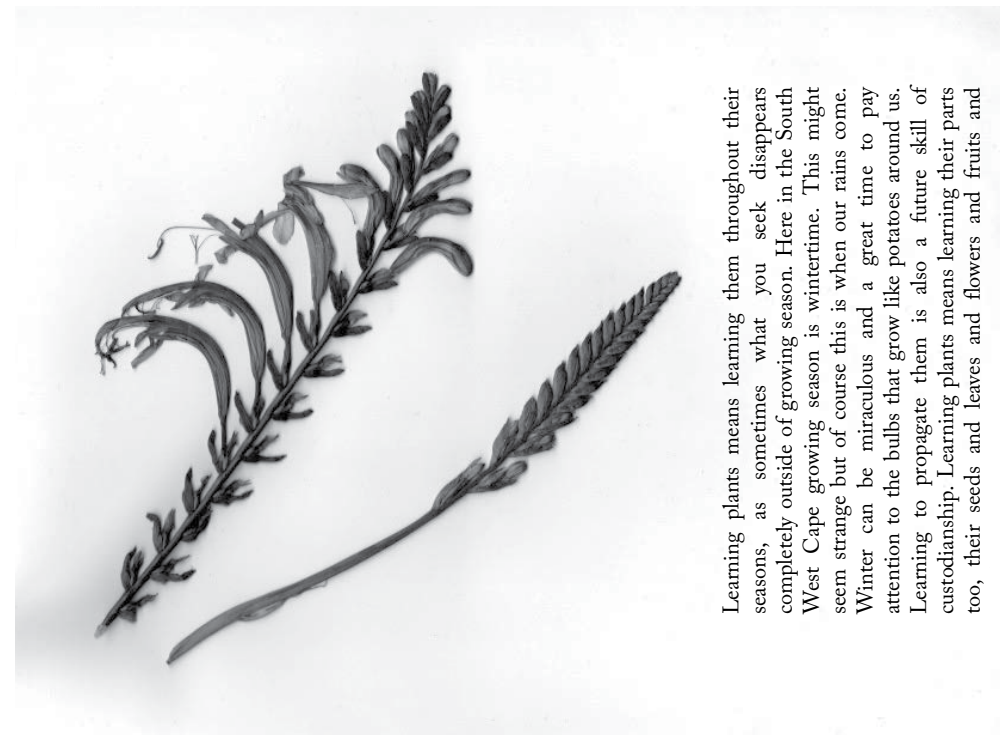 Learning plants means learning them throughout their
seasons, as sometimes what you seek disappears
completely outside of growing season. Here in the South
West Cape growing season is wintertime. This might
seem strange but of course this is when our rains come.
Winter can be miraculous and a great time to pay
attention to the bulbs that grow like potatoes around us.
Learning to propagate them is also a future skill of
custodianship. Learning plants means learning their parts
too, their seeds and leaves and flowers and fruits and